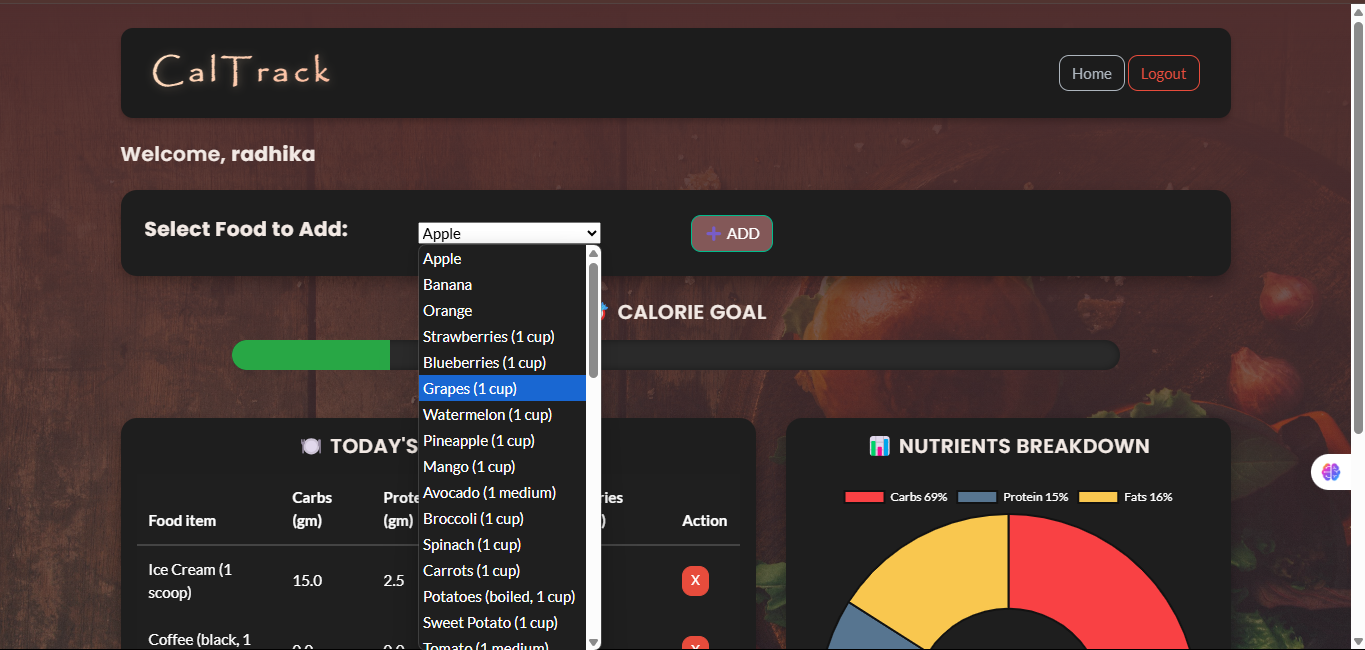 CalTrack
Home
Logout
Welcome, radhika
Select Food to Add:
Apple
+ ADD
Apple
Banana
Orange
Strawberries (1 cup)
Blueberries (1 cup)
Grapes (1 cup)
Watermelon (1 cup)
Pineapple (1 cup)
Mango (1 cup)
Avocado (1 medium)
Broccoli (1 cup)
Spinach (1 cup)
Carrots (1 cup)
Potatoes (boiled, 1 cup)
Sweet Potato (1 cup)
Tomato (1 medium)
CALORIE GOAL
TODAY'S
Food item
Carbs
(gm)
(gm)
Action
Ice Cream (1
scoop)
15.0
2.5
X
Coffee (black, 1
0.0
0.0
X
NUTRIENTS BREAKDOWN
Carbs 69%
Protein 15%
Fats 16%